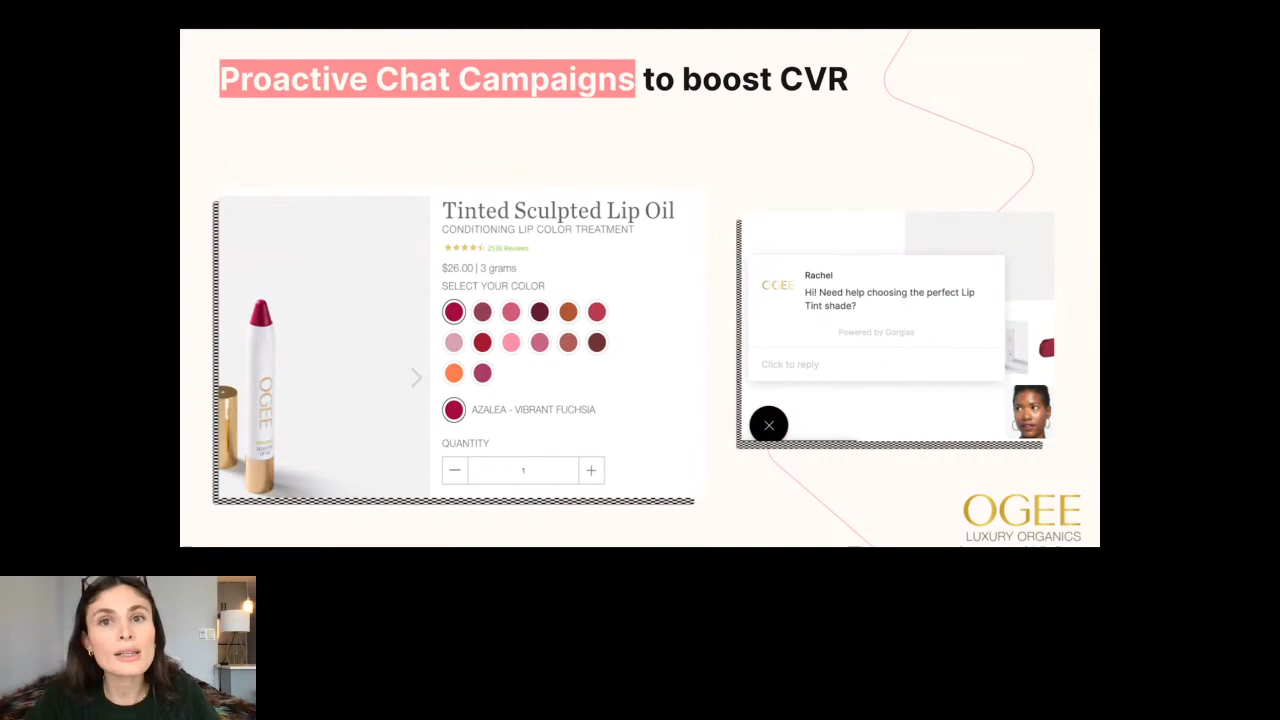 Proactive Chat Campaigns to boost CVR
Tinted Sculpted Lip Oil
CONDITIONING LIP COLOR TREATMENT
2536 Reviews
$26.00 | 3 grams
SELECT YOUR COLOR
AZALEA - VIBRANT FUCHSIA
QUANTITY
1
OGEE
OGEE
Rachel
Hi! Need help choosing the perfect Lip
Tint shade?
Powered by Gorgias
Click to reply
OGEE
LUXURY ORGANICS